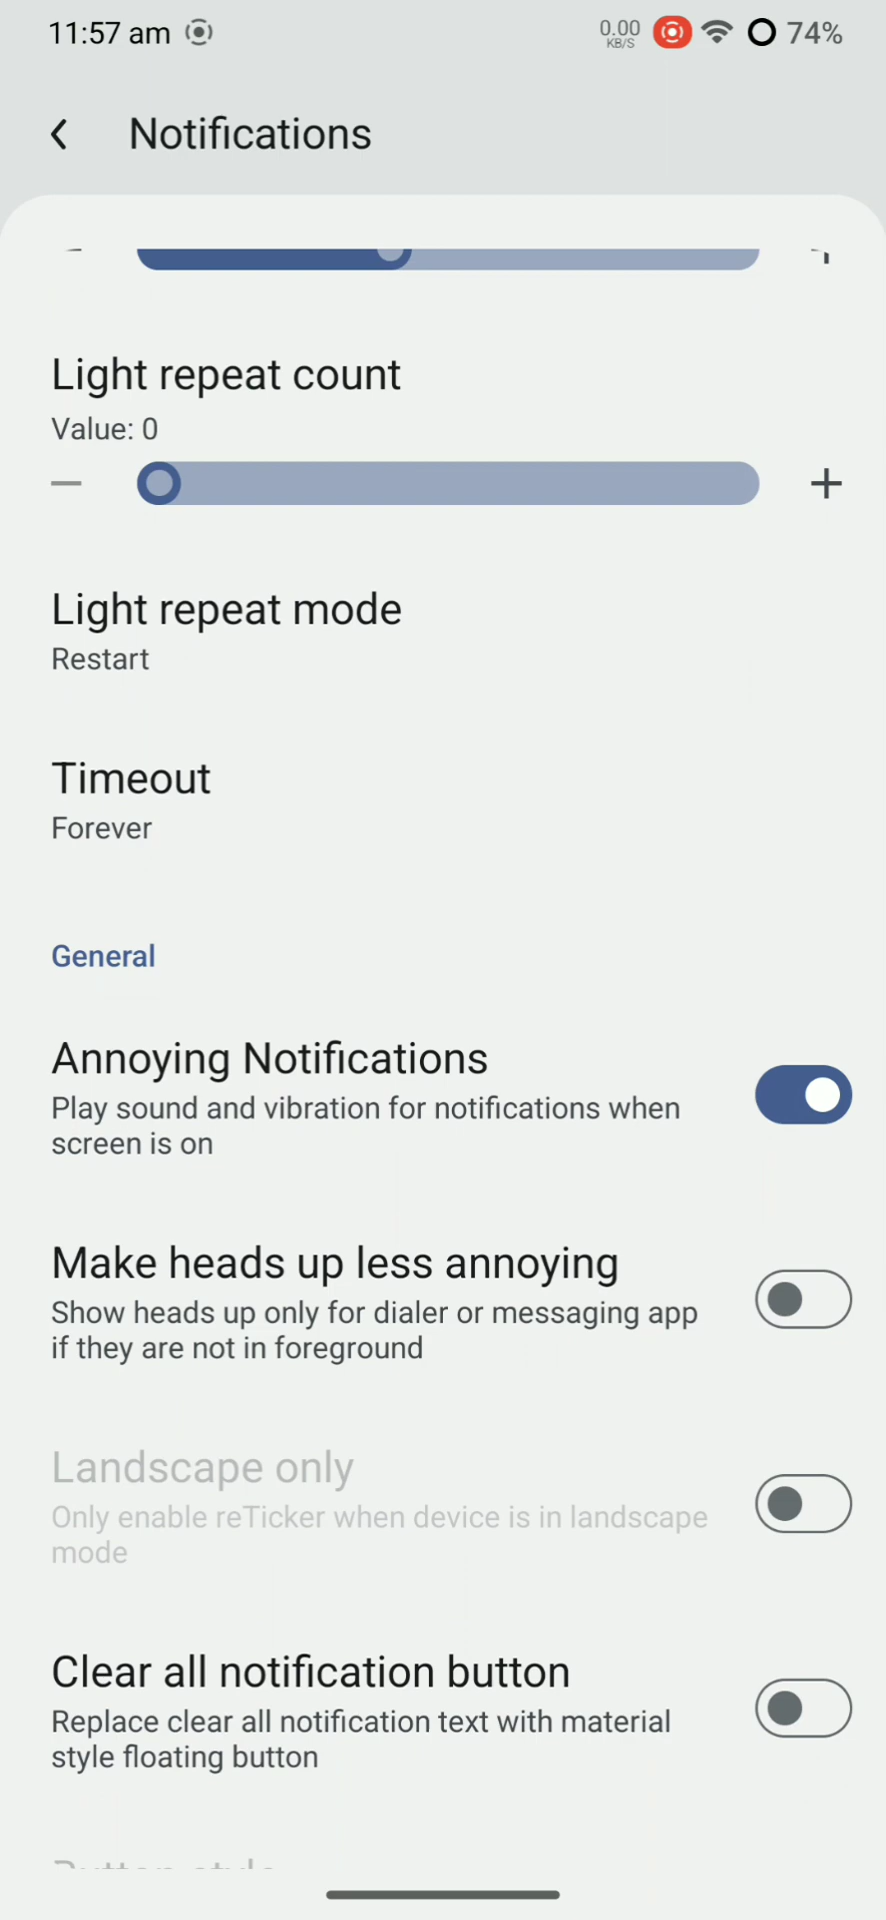 11:57 am
0.00
KB/S
74%
Notifications
Light repeat count
Value: 0
Light repeat mode
Restart
Timeout
Forever
General
Annoying Notifications
Play sound and vibration for notifications when
screen is on
Make heads up less annoying
Show heads up only for dialer or messaging app
if they are not in foreground
Landscape only
Only enable reTicker when device is in landscape
mode
Clear all notification button
Replace clear all notification text with material
style floating button